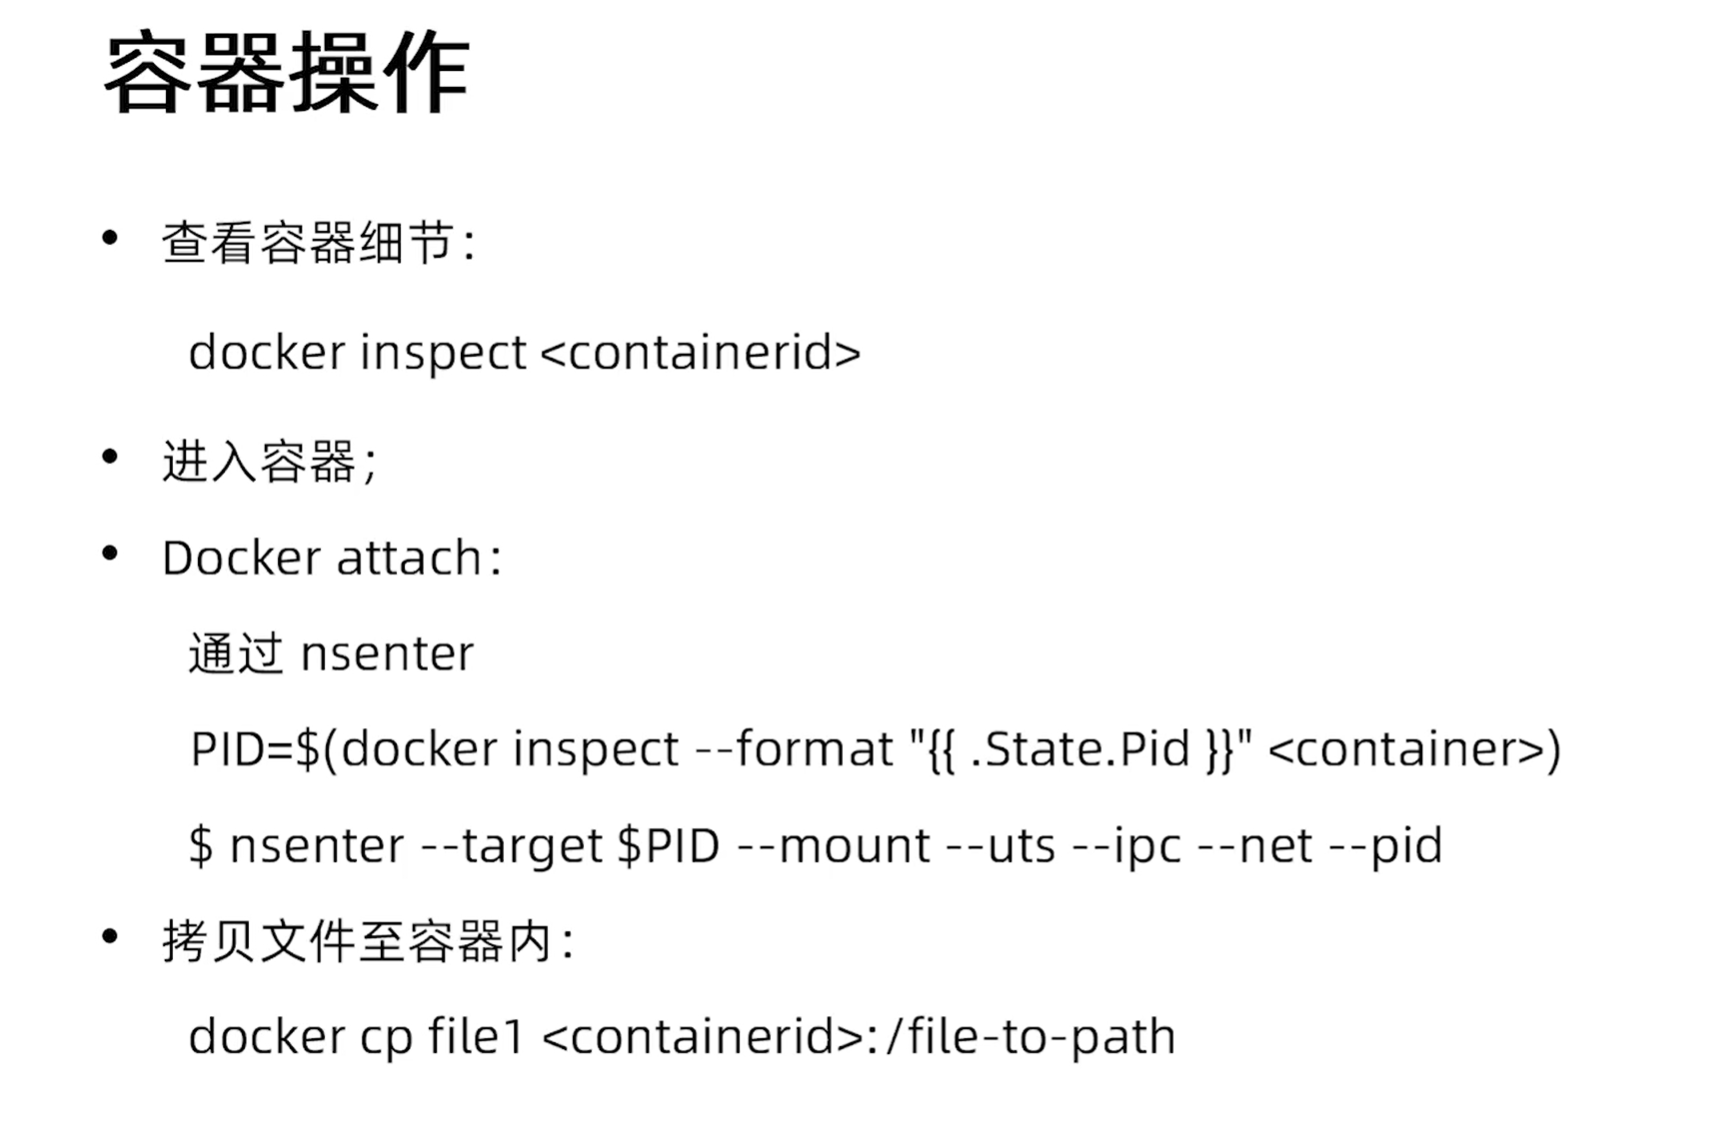 容器操作
• 查看容器细节：
docker inspect <containerid>
• 进入容器；
• Docker attach：
通过 nsenter
PID=$(docker inspect --format "{{ .State.Pid }}" <container>)
$ nsenter --target $PID --mount --uts --ipc --net --pid
• 拷贝文件至容器内：
docker cp file1 <containerid>:/file-to-path